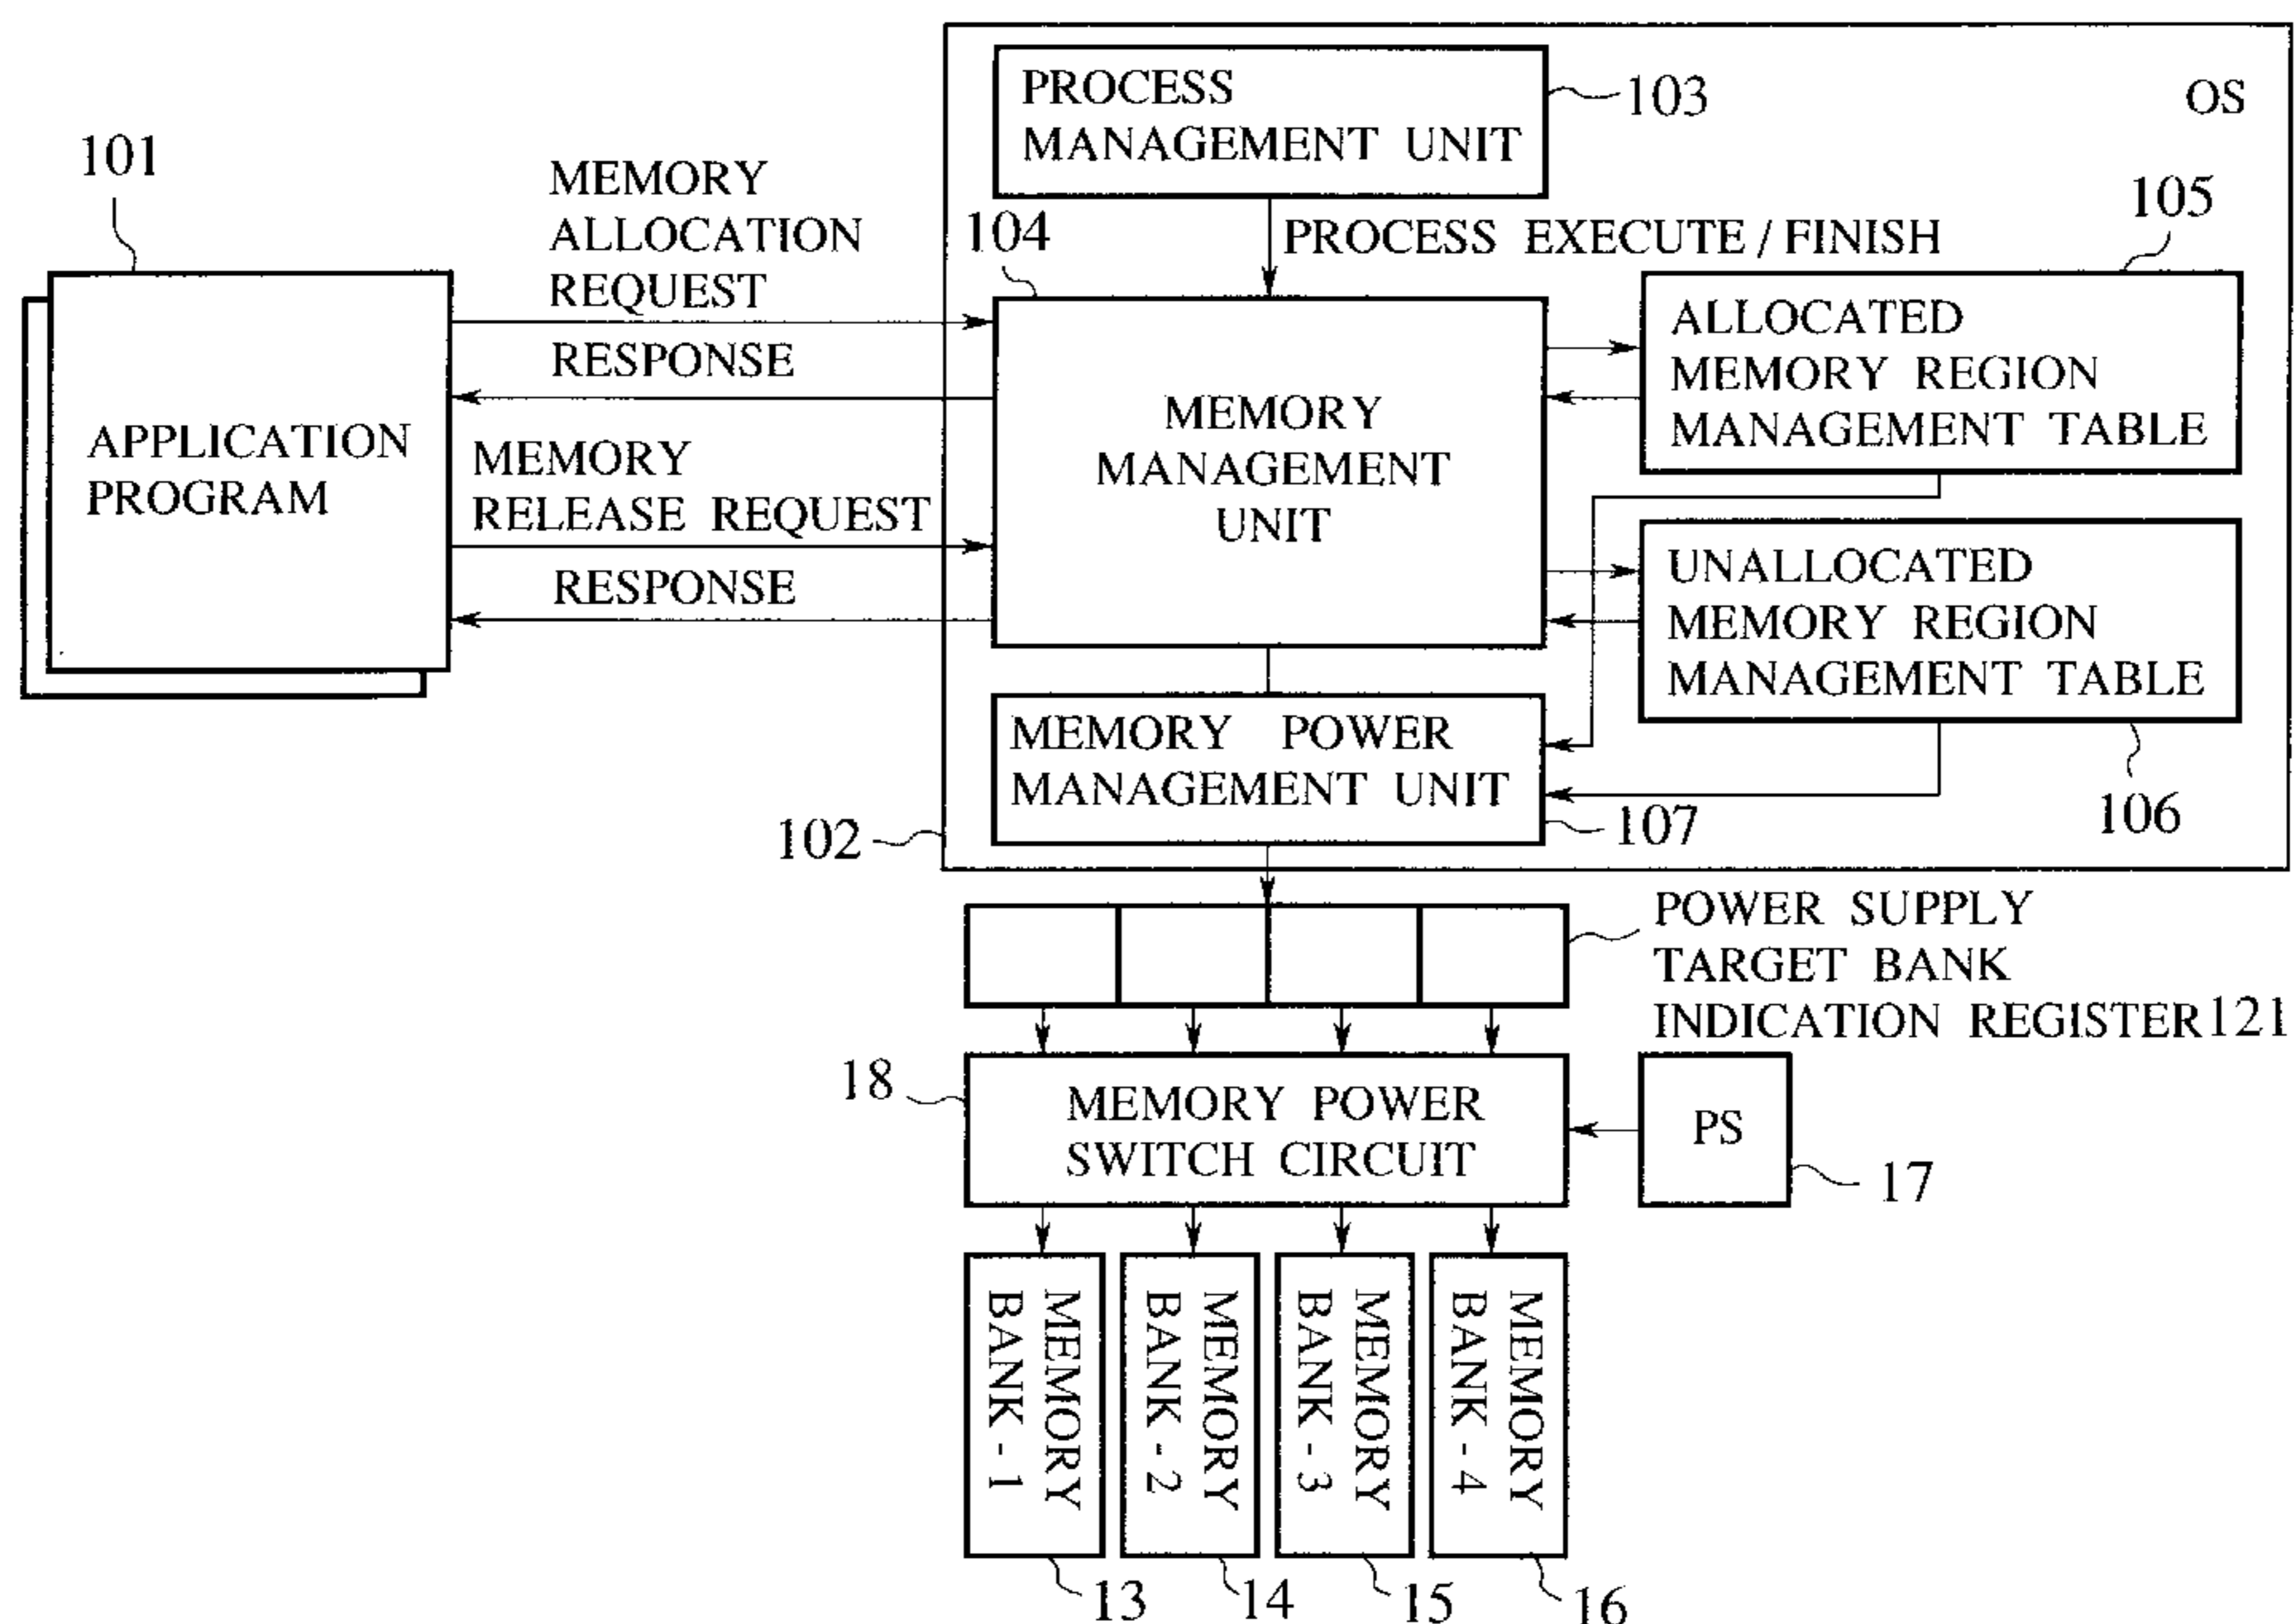 PROCESS
MANAGEMENT UNIT
103
OS
101
MEMORY
ALLOCATION
REQUEST
104
PROCESS EXECUTE / FINISH
105
RESPONSE
APPLICATION
PROGRAM
MEMORY
RELEASE REQUEST
RESPONSE
MEMORY
MANAGEMENT
UNIT
ALLOCATED
MEMORY REGION
MANAGEMENT TABLE
UNALLOCATED
MEMORY REGION
MANAGEMENT TABLE
MEMORY POWER
MANAGEMENT UNIT
102
107
106
POWER SUPPLY
TARGET BANK
INDICATION REGISTER 121
18
MEMORY POWER
SWITCH CIRCUIT
PS
17
MEMORY
BANK - 1
MEMORY
BANK - 2
MEMORY
BANK - 3
MEMORY
BANK - 4
13
14
15
16